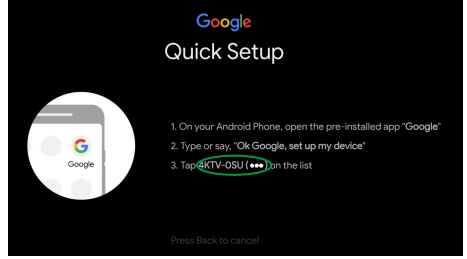 Google
Quick Setup
1. On your Android Phone, open the pre-installed app "Google"
2. Type or say, "Ok Google, set up my device"
3. Tap 4KTV-0SU (●●●) on the list
Google
Press Back to cancel